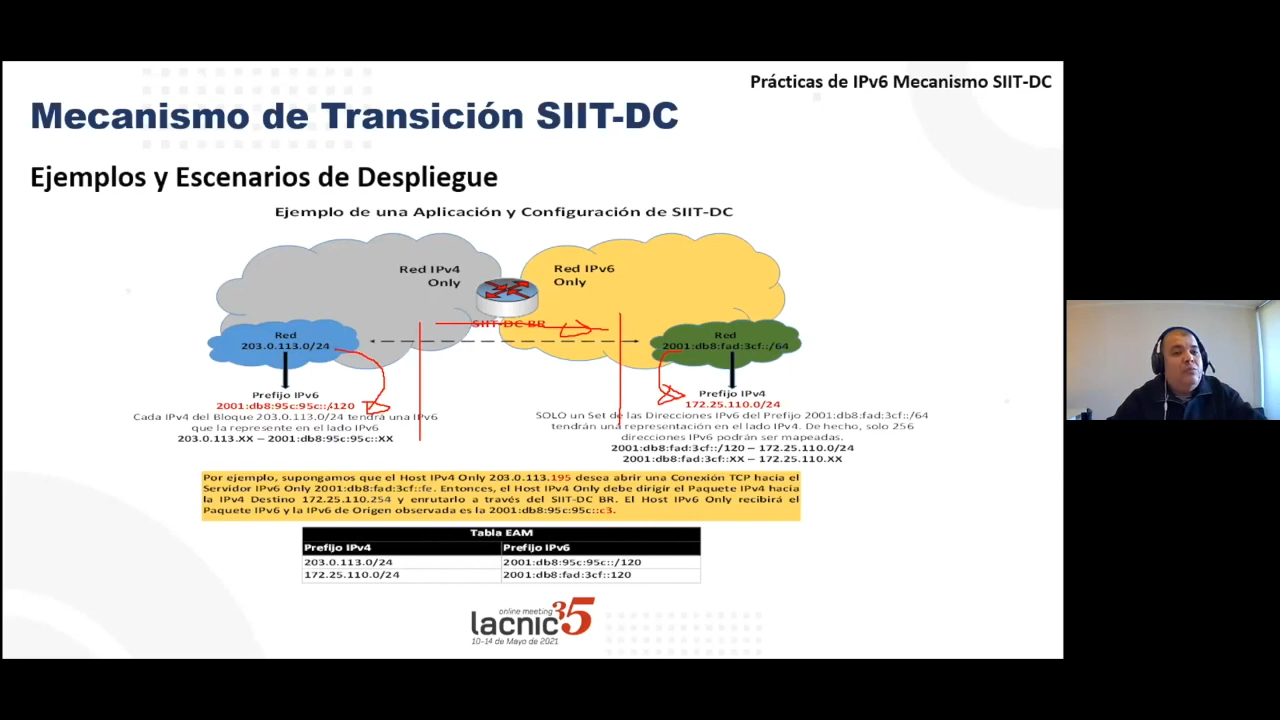 Prácticas de IPv6 Mecanismo SIIT-DC
Mecanismo de Transición SIIT-DC
Ejemplos y Escenarios de Despliegue
Ejemplo de una Aplicación y Configuración de SIIT-DC
Red IPv4
Only
Red IPv6
Only
SIIT-DC BR
Red
203.0.113.0/24
Red
2001:db8:fad:3cf::/64
Prefijo IPv6
2001:db8:95c:95c::/120
Cada IPv4 del Bloque 203.0.113.0/24 tendrá una IPv6
que la represente en el lado IPv6
203.0.113.XX – 2001:db8:95c:95c::XX
Prefijo IPv4
172.25.110.0/24
SOLO un Set de las Direcciones IPv6 del Prefijo 2001:db8:fad:3cf::/64
tendrán una representación en el lado IPv4. De hecho, solo 256
direcciones IPv6 podrán ser mapeadas.
2001:db8:fad:3cf::/120 – 172.25.110.0/24
2001:db8:fad:3cf::XX – 172.25.110.XX
Por ejemplo, supongamos que el Host IPv4 Only 203.0.113.195 desea abrir una Conexión TCP hacia el
Servidor IPv6 Only 2001:db8:fad:3cf::fe. Entonces, el Host IPv4 Only debe dirigir el Paquete IPv4 hacia
la IPv4 Destino 172.25.110.254 y enrutarlo a través del SIIT-DC BR. El Host IPv6 Only recibirá el
Paquete IPv6 y la IPv6 de Origen observada es la 2001:db8:95c:95c::c3.
Tabla EAM
Prefijo IPv4 Prefijo IPv6
203.0.113.0/24 2001:db8:95c:95c::/120
172.25.110.0/24 2001:db8:fad:3cf::120
online meeting
lacnic35
10-14 de Mayo de 2021